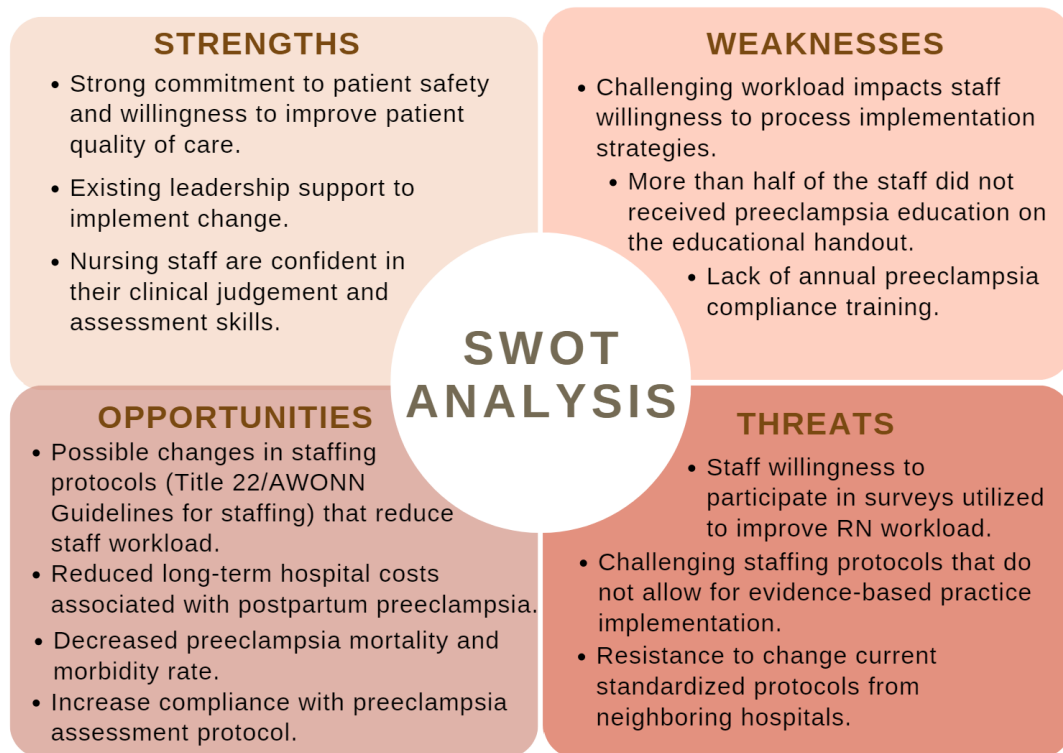 STRENGTHS
• Strong commitment to patient safety
and willingness to improve patient
quality of care.
• Existing leadership support to
implement change.
• Nursing staff are confident in
their clinical judgement and
assessment skills.
WEAKNESSES
• Challenging workload impacts staff
willingness to process implementation
strategies.
• More than half of the staff did not
received preeclampsia education on
the educational handout.
• Lack of annual preeclampsia
compliance training.
SWOT
ANALYSIS
OPPORTUNITIES
• Possible changes in staffing
protocols (Title 22/AWONN
Guidelines for staffing) that reduce
staff workload.
• Reduced long-term hospital costs
associated with postpartum preeclampsia.
• Decreased preeclampsia mortality and
morbidity rate.
• Increase compliance with preeclampsia
assessment protocol.
THREATS
• Staff willingness to
participate in surveys utilized
to improve RN workload.
• Challenging staffing protocols that do
not allow for evidence-based practice
implementation.
• Resistance to change current
standardized protocols from
neighboring hospitals.